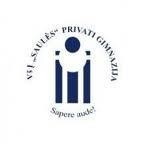 VšĮ „SAULĖS“ PRIVATI GIMNAZIJA
Sapere aude!